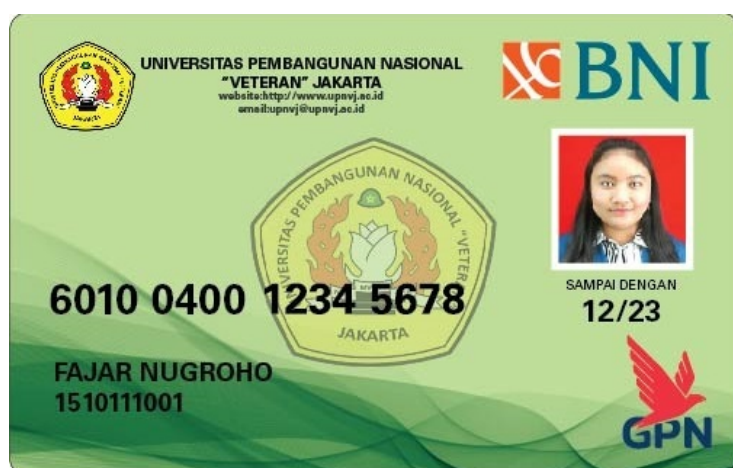 UNIVERSITAS PEMBANGUNAN NASIONAL
"VETERAN" JAKARTA
website:http://www.upnvj.ac.id
email:upnvj@upnvj.ac.id
BNI
UNIVERSITAS PEMBANGUNAN NASIONAL "VETERAN"
JAKARTA
6010 0400 1234 5678
SAMPAI DENGAN
12/23
FAJAR NUGROHO
1510111001
GPN